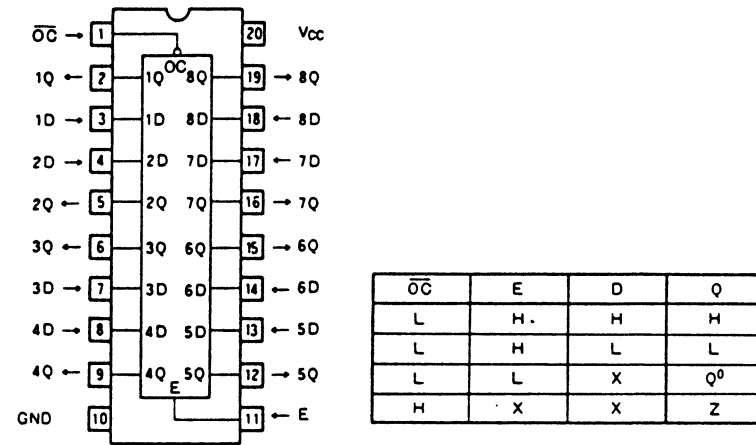 O̅C̅ → 1 OC 20 Vcc
1Q ← 2 1Q 8Q 19 → 8Q
1D → 3 1D 8D 18 ← 8D
2D → 4 2D 7D 17 ← 7D
2Q ← 5 2Q 7Q 16 → 7Q
3Q ← 6 3Q 6Q 15 → 6Q
3D → 7 3D 6D 14 ← 6D
4D → 8 4D 5D 13 ← 5D
4Q ← 9 4Q 5Q 12 → 5Q
GND 10 E 11 ← E
O̅C̅ E D Q
L H. H H
L H L L
L L X Q⁰
H X X Z